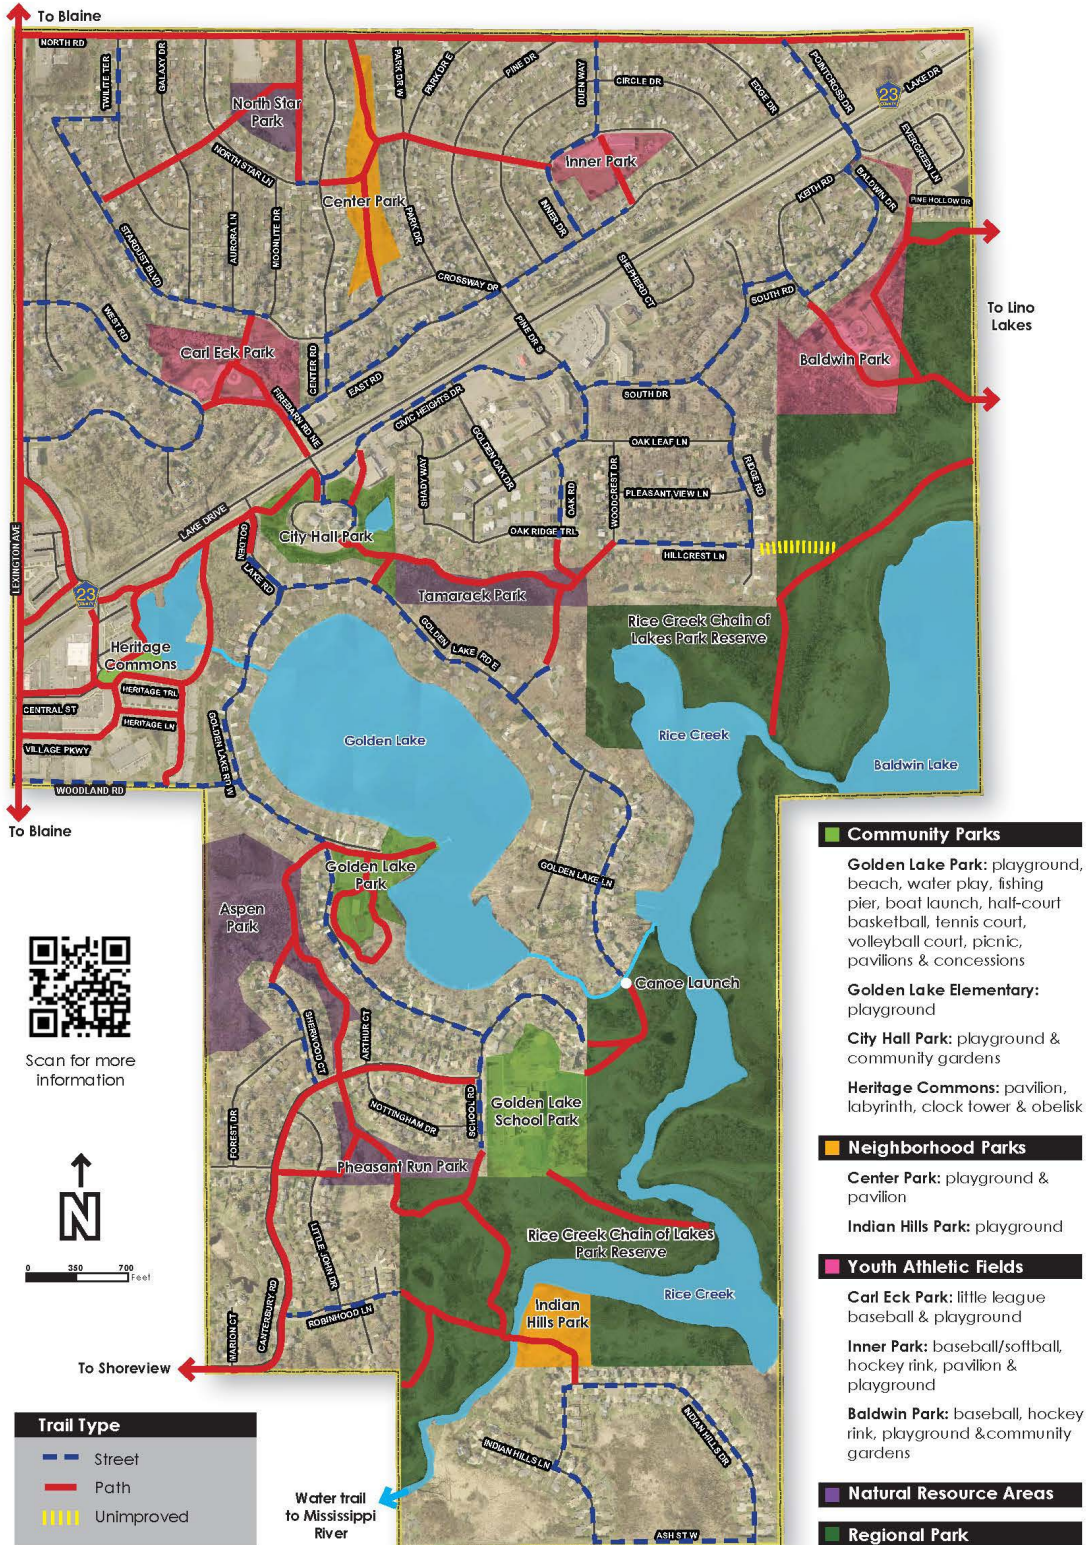 To Blaine
NORTH RD
TWILITE TER
GALAXY DR
PARK DR W
PARK DR E
PINE DR
DUEN WAY
CIRCLE DR
EDGE DR
POINTCROSS DR
23
COUNTY
LAKE DR
EVERGREEN LN
North Star
Park
NORTH STAR LN
Inner Park
KEITH RD
BALDWIN DR
PINE HOLLOW DR
Center Park
AURORA LN
MOONLITE DR
PARK DR
INNER DR
STARDUST BLVD
CROSSWAY DR
SHEPHERD CT
SOUTH RD
To Lino
Lakes
WEST RD
PINE DR S
Carl Eck Park
CENTER RD
Baldwin Park
EAST RD
FIREBARN RD NE
CIVIC HEIGHTS DR
SOUTH DR
OAK LEAF LN
GOLDEN OAK DR
SHADY WAY
OAK RD
WOODCREST DR
RIDGE RD
PLEASANT VIEW LN
LEXINGTON AVE
LAKE DRIVE
City Hall Park
OAK RIDGE TRL
HILLCREST LN
GOLDEN
LAKE RD
23
COUNTY
Tamarack Park
Rice Creek Chain of
Lakes Park Reserve
Heritage
Commons
GOLDEN LAKE RD E
HERITAGE TRL
CENTRAL ST
HERITAGE LN
VILLAGE PKWY
GOLDEN LAKE RD W
Golden Lake
Rice Creek
Baldwin Lake
WOODLAND RD
To Blaine
Golden Lake
Park
GOLDEN LAKE LN
Aspen
Park
Canoe Launch
Scan for more
information
SHERWOOD CT
ARTHUR CT
Golden Lake
School Park
FOREST DR
NOTTINGHAM DR
SCHOOL RD
Pheasant Run Park
N
0 350 700
Feet
LITTLE JOHN DR
Rice Creek Chain of Lakes
Park Reserve
CANTERBURY RD
ROBINHOOD LN
Indian
Hills Park
Rice Creek
MARION CT
To Shoreview
INDIAN HILLS LN
INDIAN HILLS DR
Water trail
to Mississippi
River
ASH ST W
Trail Type
Street
Path
Unimproved
Community Parks
Golden Lake Park: playground,
beach, water play, fishing
pier, boat launch, half-court
basketball, tennis court,
volleyball court, picnic,
pavilions & concessions
Golden Lake Elementary:
playground
City Hall Park: playground &
community gardens
Heritage Commons: pavilion,
labyrinth, clock tower & obelisk
Neighborhood Parks
Center Park: playground &
pavilion
Indian Hills Park: playground
Youth Athletic Fields
Carl Eck Park: little league
baseball & playground
Inner Park: baseball/softball,
hockey rink, pavilion &
playground
Baldwin Park: baseball, hockey
rink, playground &community
gardens
Natural Resource Areas
Regional Park